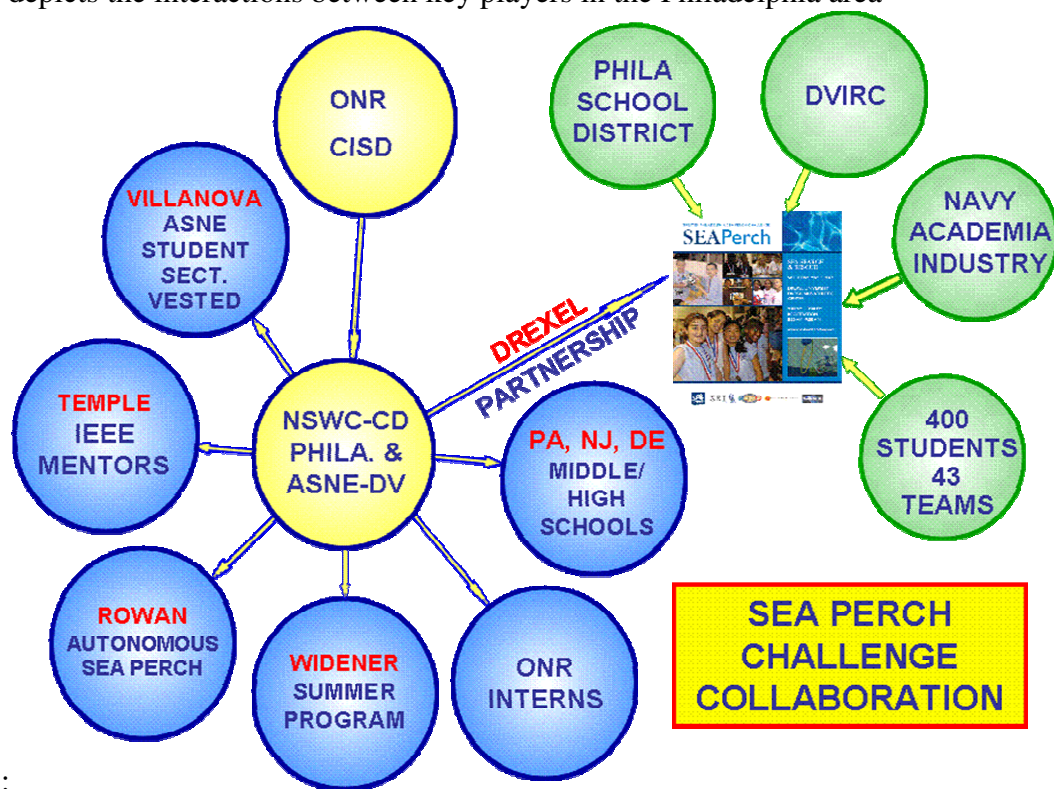 depicts the interactions between key players in the Philadelphia area
ONR
CISD
PHILA
SCHOOL
DISTRICT
DVIRC
VILLANOVA
ASNE
STUDENT
SECT.
VESTED
NAVY
ACADEMIA
INDUSTRY
SEAPerch
DREXEL
PARTNERSHIP
TEMPLE
IEEE
MENTORS
NSWC-CD
PHILA. &
ASNE-DV
PA, NJ, DE
MIDDLE/
HIGH
SCHOOLS
400
STUDENTS
43
TEAMS
ROWAN
AUTONOMOUS
SEA PERCH
WIDENER
SUMMER
PROGRAM
ONR
INTERNS
SEA PERCH
CHALLENGE
COLLABORATION
: